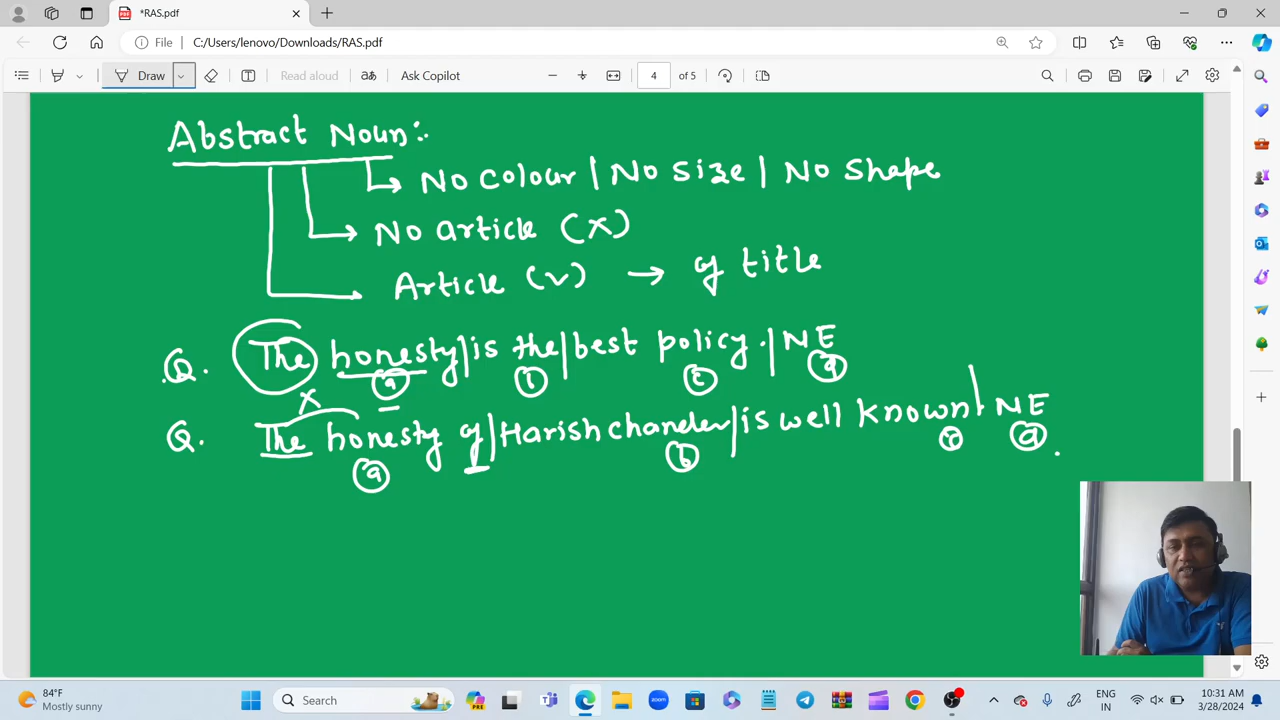 *RAS.pdf
File C:/Users/lenovo/Downloads/RAS.pdf
Draw Read aloud Ask Copilot 4 of 5
Abstract Noun:
No colour | No size | No shape
No article (x)
Article (v) → of title
Q. The honesty/is the/best policy./NE
a b c d
x
Q. The honesty of/Harish chander/is well known/NE
a b c d
84°F
Mostly sunny
Search
ENG
IN
10:31 AM
3/28/2024